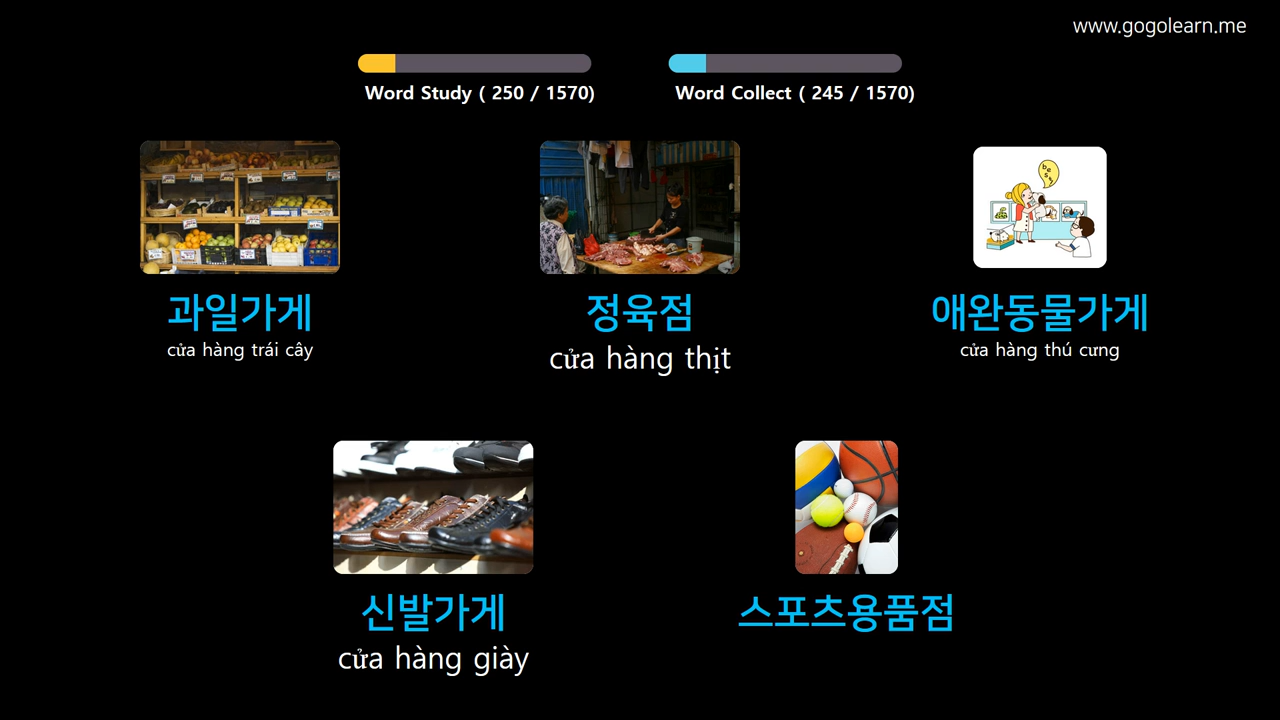 www.gogolearn.me
Word Study ( 250 / 1570)
Word Collect ( 245 / 1570)
과일가게
cửa hàng trái cây
정육점
cửa hàng thịt
애완동물가게
cửa hàng thú cưng
신발가게
cửa hàng giày
스포츠용품점